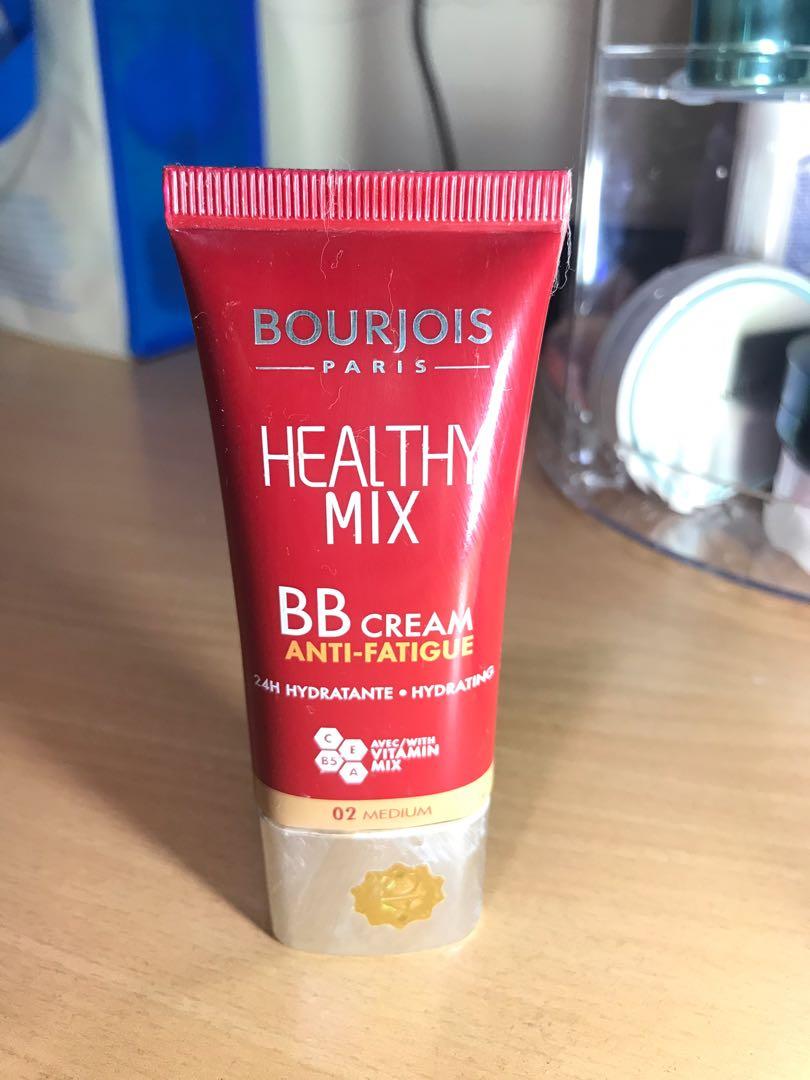 BOURJOIS
PARIS
HEALTHY
MIX
BB CREAM
ANTI-FATIGUE
24H HYDRATANTE • HYDRATING
C
E
B5
A
AVEC/WITH
VITAMIN
MIX
02 MEDIUM